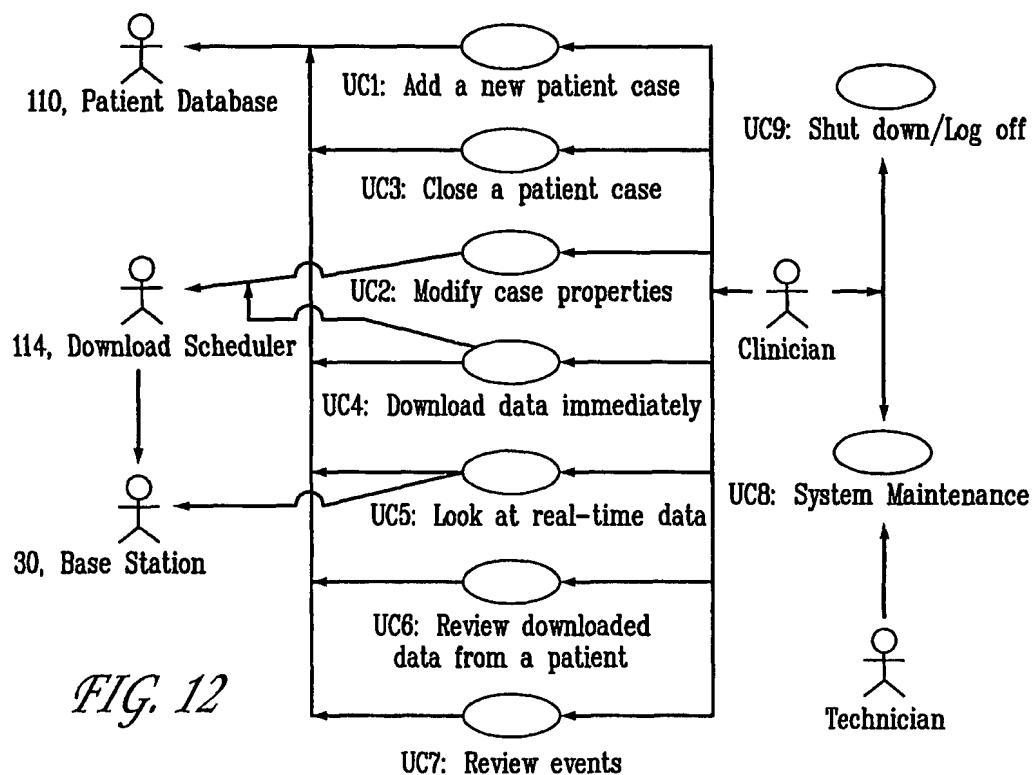 110, Patient Database
UC1: Add a new patient case
UC9: Shut down/Log off
UC3: Close a patient case
UC2: Modify case properties
114, Download Scheduler
Clinician
UC4: Download data immediately
UC8: System Maintenance
UC5: Look at real-time data
30, Base Station
UC6: Review downloaded
data from a patient
FIG. 12
Technician
UC7: Review events